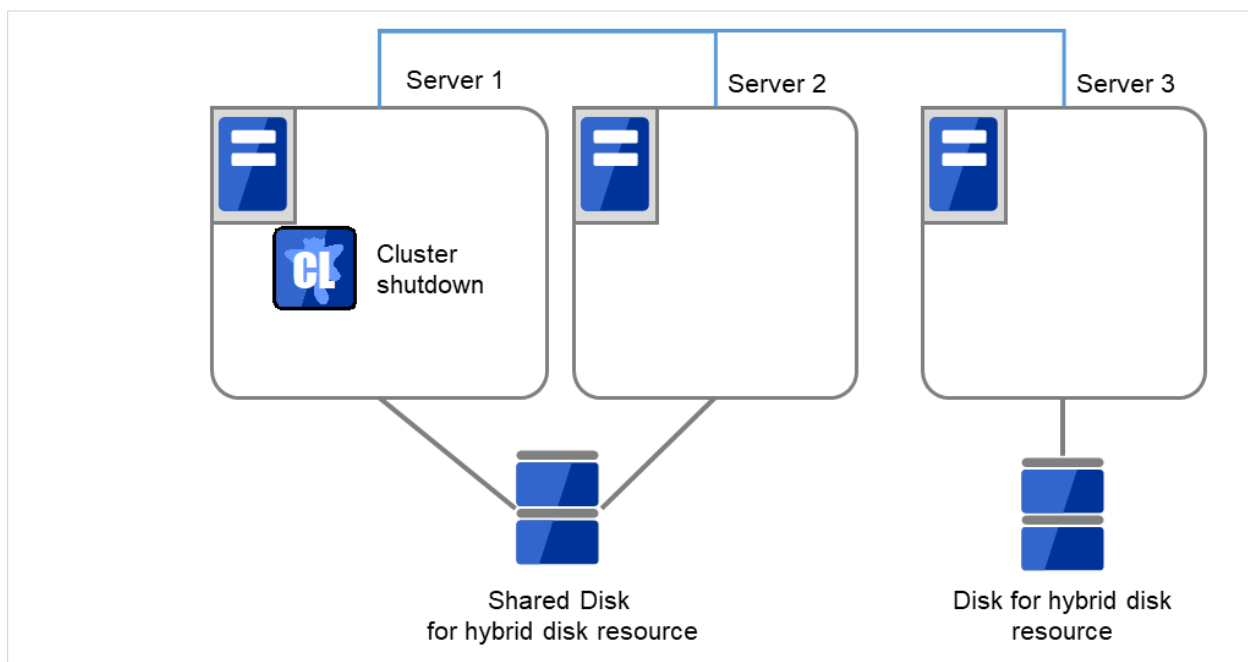 Server 1
Server 2
Server 3
CL
Cluster
shutdown
Shared Disk
for hybrid disk resource
Disk for hybrid disk
resource